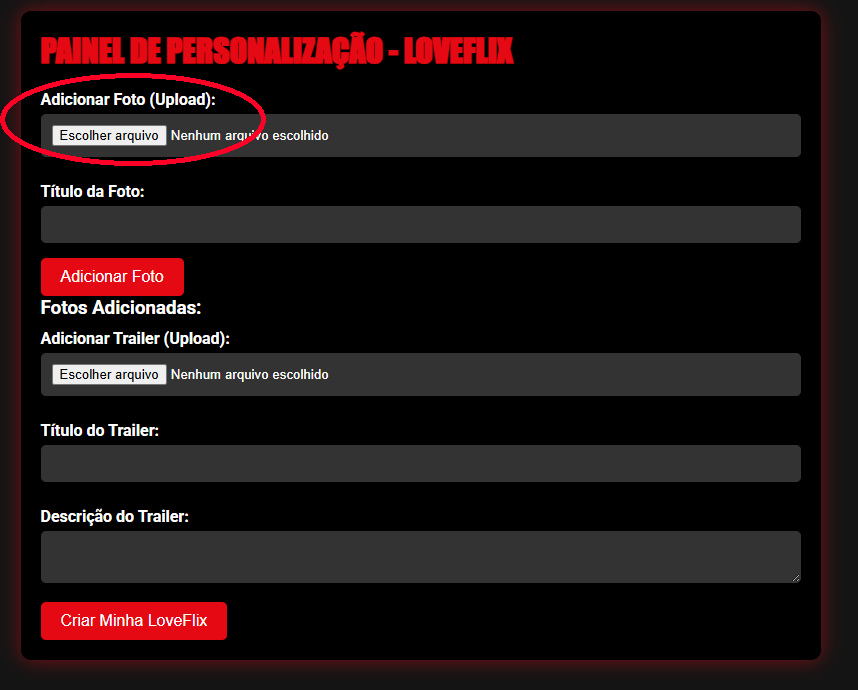 PAINEL DE PERSONALIZAÇÃO - LOVEFLIX
Adicionar Foto (Upload):
Escolher arquivo Nenhum arquivo escolhido
Título da Foto:
Adicionar Foto
Fotos Adicionadas:
Adicionar Trailer (Upload):
Escolher arquivo Nenhum arquivo escolhido
Título do Trailer:
Descrição do Trailer:
Criar Minha LoveFlix